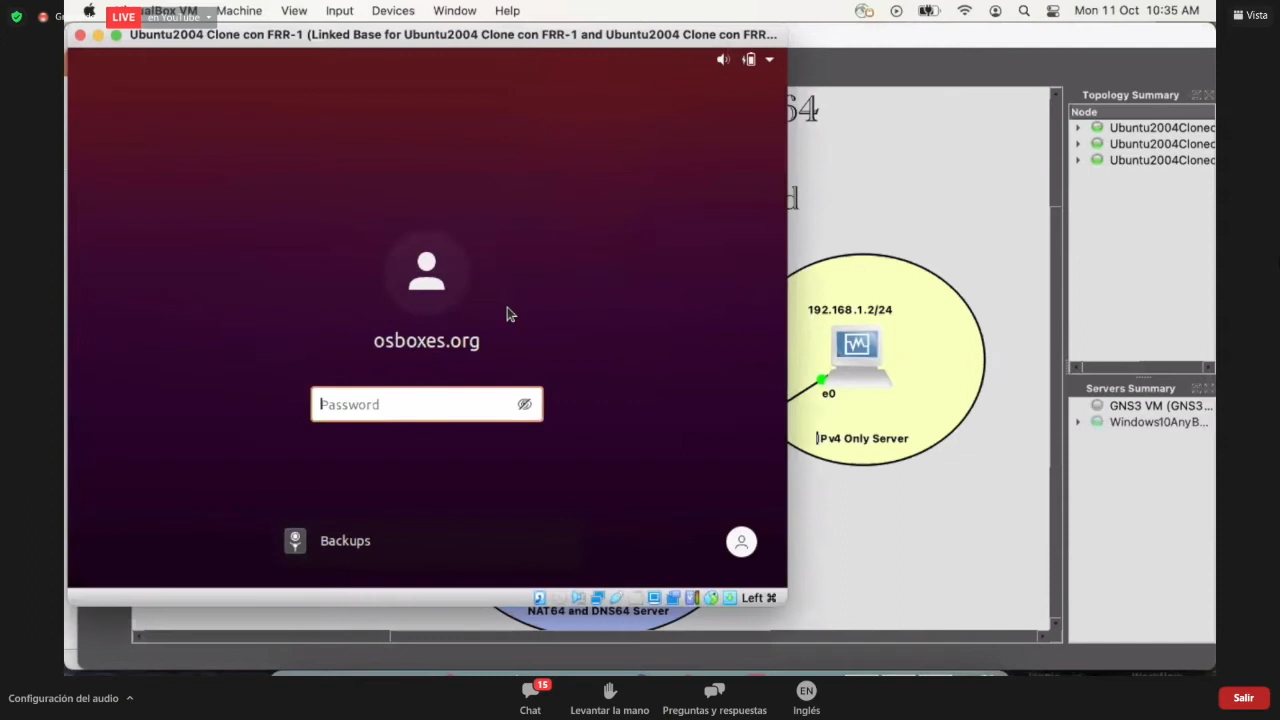 LIVE
en YouTube
VM
Machine
View
Input
Devices
Window
Help
Mon 11 Oct 10:35 AM
Vista
Ubuntu2004 Clone con FRR-1 (Linked Base for Ubuntu2004 Clone con FRR-1 and Ubuntu2004 Clone con FRR...
64
d
Topology Summary
Node
Ubuntu2004Clonec
Ubuntu2004Clonec
Ubuntu2004Clonec
osboxes.org
Password
Backups
192.168.1.2/24
e0
IPv4 Only Server
Servers Summary
GNS3 VM (GNS3...
Windows10AnyB...
Left ⌘
NAT64 and DNS64 Server
Configuración del audio
15
Chat
Levantar la mano
Preguntas y respuestas
EN
Inglés
Salir